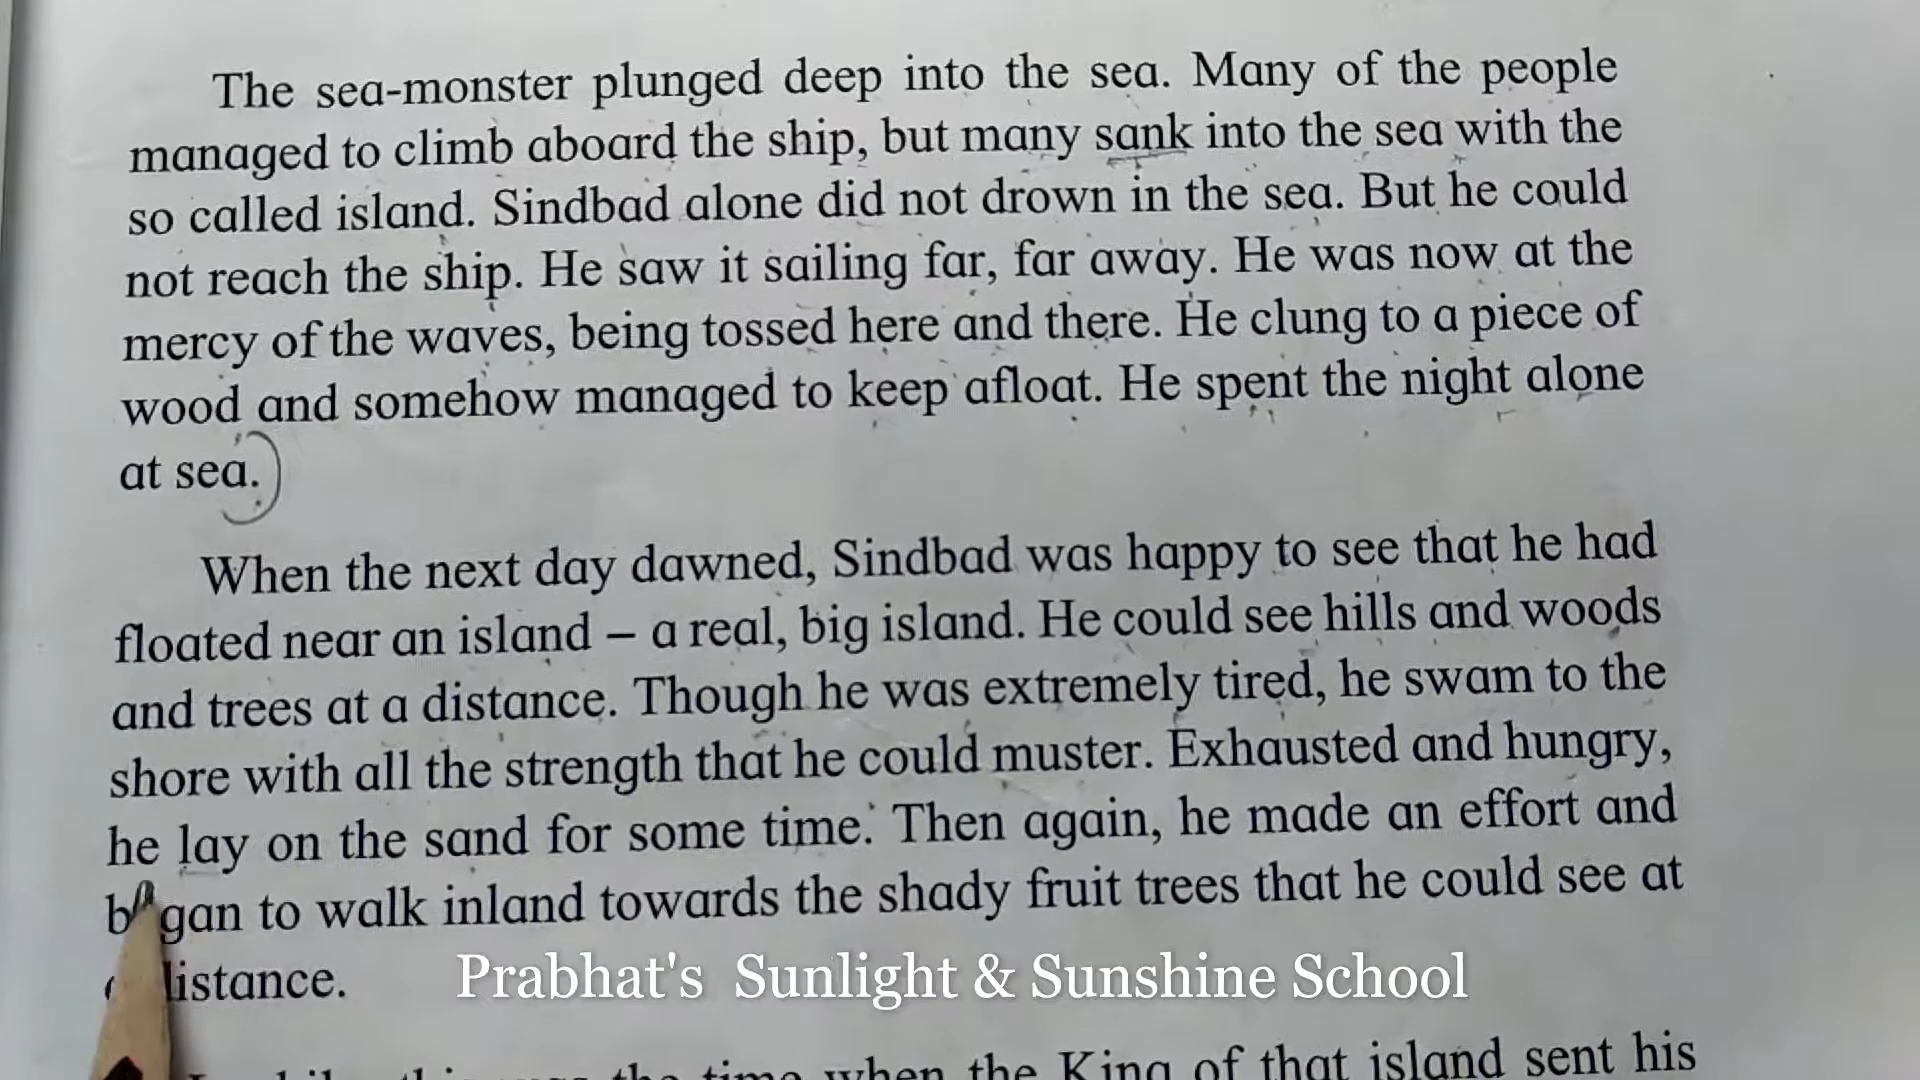 The sea-monster plunged deep into the sea. Many of the people
managed to climb aboard the ship, but many sank into the sea with the
so called island. Sindbad alone did not drown in the sea. But he could
not reach the ship. He saw it sailing far, far away. He was now at the
mercy of the waves, being tossed here and there. He clung to a piece of
wood and somehow managed to keep afloat. He spent the night alone
at sea.
When the next day dawned, Sindbad was happy to see that he had
floated near an island – a real, big island. He could see hills and woods
and trees at a distance. Though he was extremely tired, he swam to the
shore with all the strength that he could muster. Exhausted and hungry,
he lay on the sand for some time. Then again, he made an effort and
began to walk inland towards the shady fruit trees that he could see at
distance.
Prabhat's Sunlight & Sunshine School
the time when the King of that island sent his